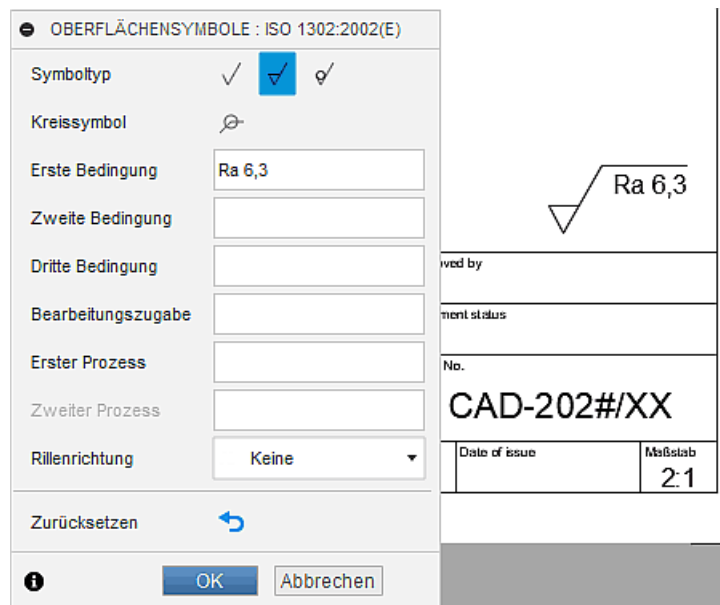 OBERFLÄCHENSYMBOLE : ISO 1302:2002(E)
Symboltyp
Kreissymbol
Erste Bedingung
Ra 6,3
Zweite Bedingung
Dritte Bedingung
Bearbeitungszugabe
Erster Prozess
Zweiter Prozess
Rillenrichtung
Keine
Zurücksetzen
OK
Abbrechen
Ra 6,3
oved by
ment status
No.
CAD-202#/XX
Date of issue
Maßstab
2:1